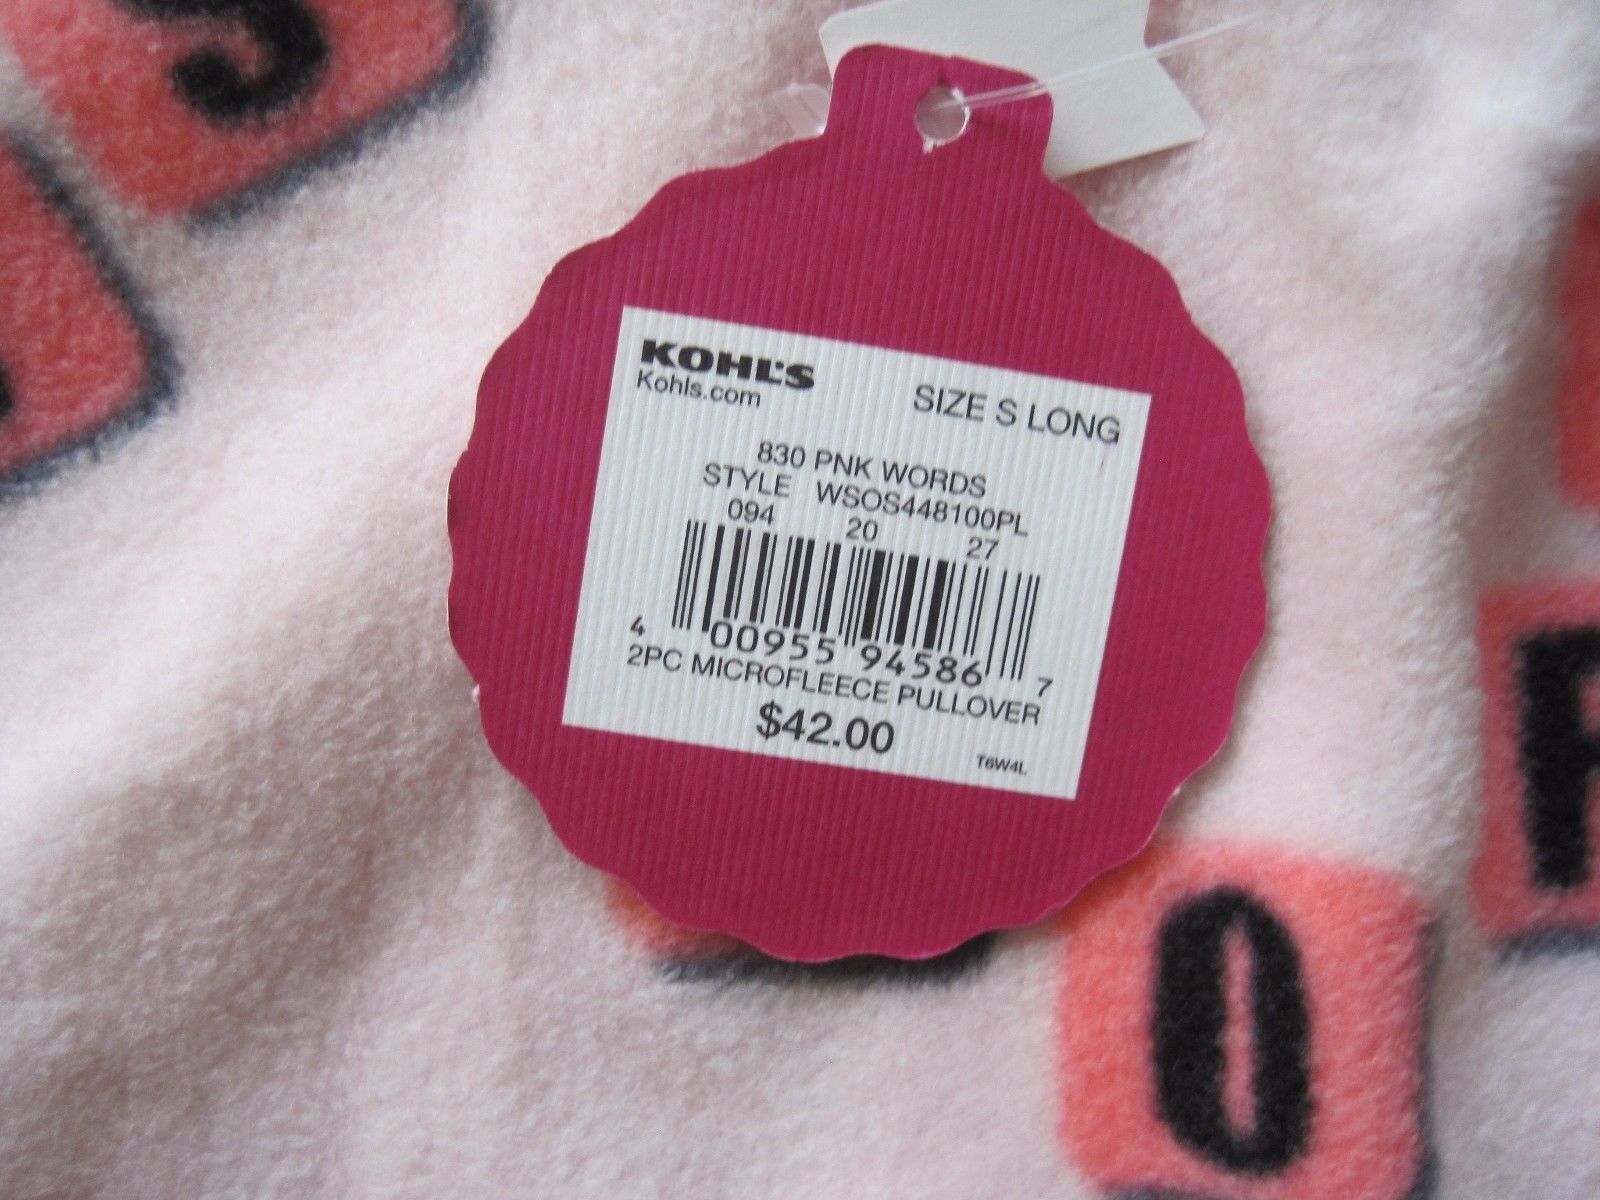 S
KOHL'S
Kohls.com
SIZE S LONG
830 PNK WORDS
STYLE WSOS448100PL
094 20 27
4 00955 94586 7
2PC MICROFLEECE PULLOVER
$42.00
T6W4L
O